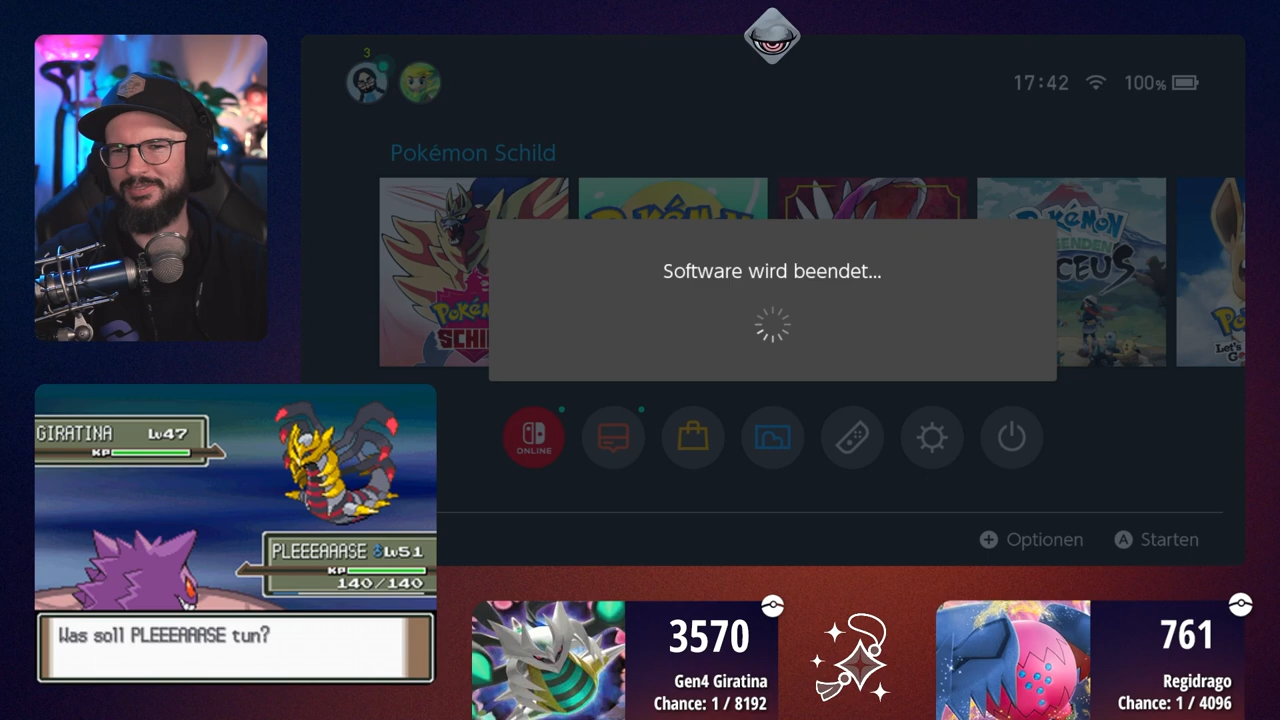 3
17:42
100%
Pokémon Schild
Pokémon
Software wird beendet...
ONLINE
Optionen
A Starten
GIRATINA Lv47
KP
PLEEEAAASE ♂Lv51
KP
140/140
Was soll PLEEEAAASE tun?
3570
Gen4 Giratina
Chance: 1 / 8192
761
Regidrago
Chance: 1 / 4096